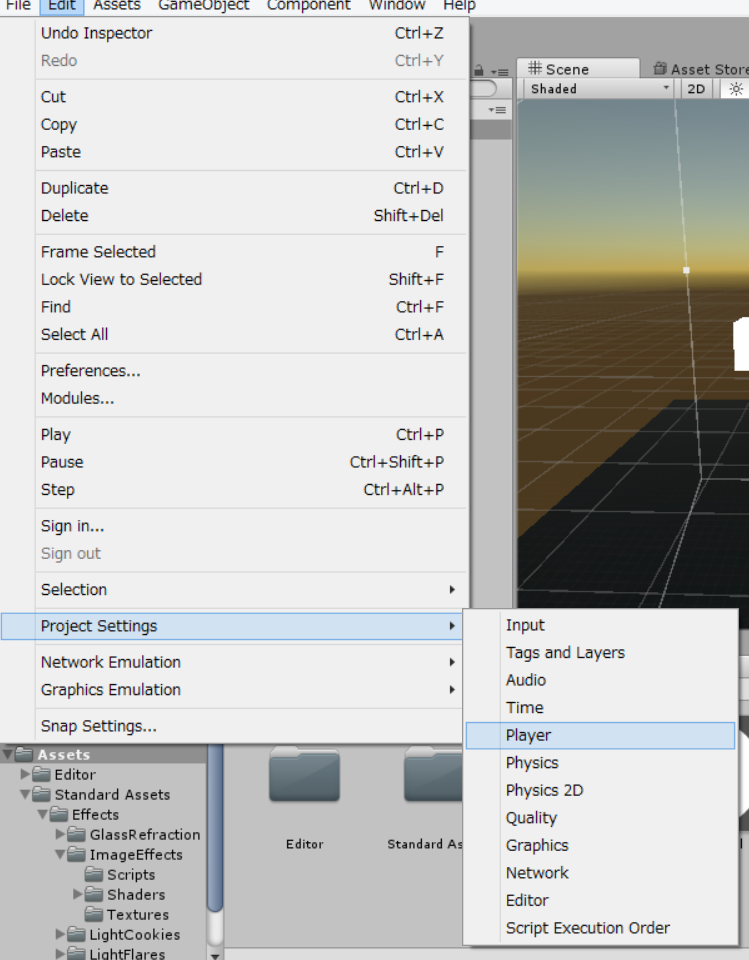 File Edit Assets GameObject Component Window Help
Undo Inspector Ctrl+Z
Redo Ctrl+Y
Cut Ctrl+X
Copy Ctrl+C
Paste Ctrl+V
Duplicate Ctrl+D
Delete Shift+Del
Frame Selected F
Lock View to Selected Shift+F
Find Ctrl+F
Select All Ctrl+A
Preferences...
Modules...
Play Ctrl+P
Pause Ctrl+Shift+P
Step Ctrl+Alt+P
Sign in...
Sign out
Selection
Project Settings
Network Emulation
Graphics Emulation
Snap Settings...
Input
Tags and Layers
Audio
Time
Player
Physics
Physics 2D
Quality
Graphics
Network
Editor
Script Execution Order
Scene Asset Store
Shaded 2D
Assets
Editor
Standard Assets
Effects
GlassRefraction
ImageEffects
Scripts
Shaders
Textures
LightCookies
LightFlares
Editor
Standard As